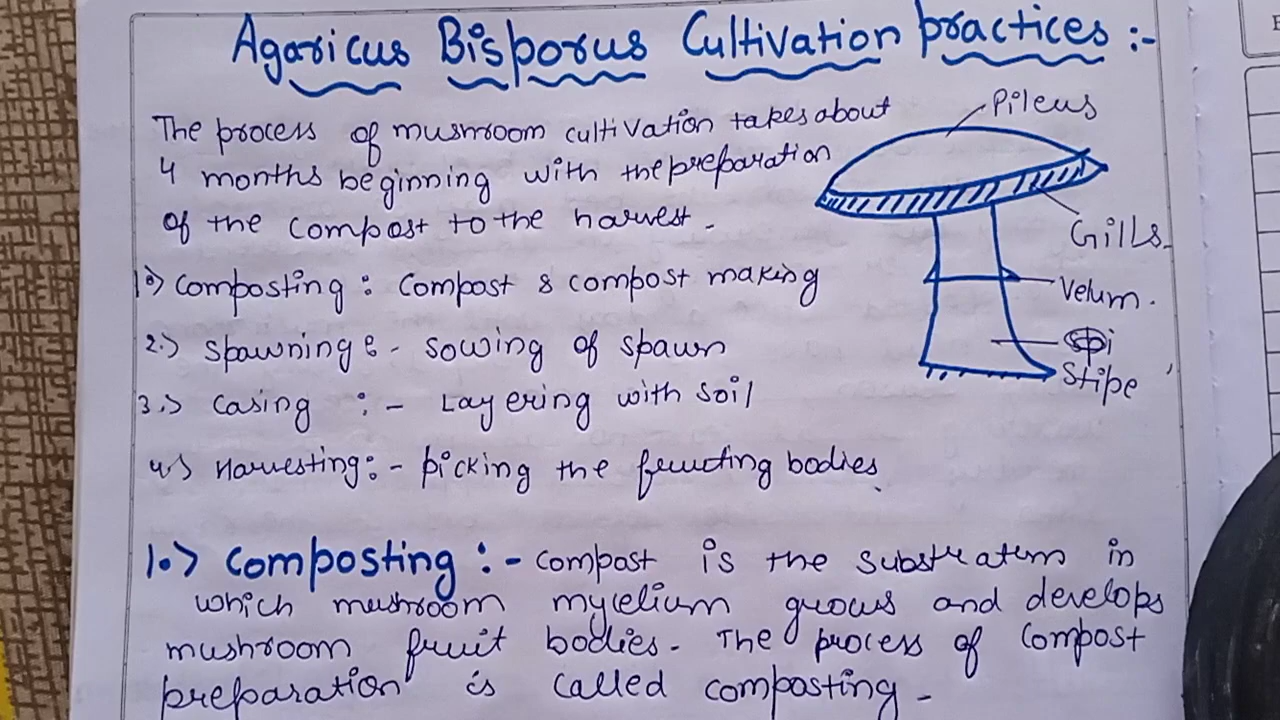 Agaricus Bisporus Cultivation practices :-
The process of mushroom cultivation takes about
4 months beginning with the preparation
of the compost to the harvest.
Pileus
Gills
Velum.
Stipe
1.) Composting : Compost & compost making
2.) Spawning :- sowing of spawn
3.) Casing :- Layering with soil
4.) Harvesting :- picking the fructing bodies.
1.) Composting :- Compost is the substratem in
which mushroom mycelium grows and develops
mushroom fruit bodies. The process of Compost
preparation is called composting.